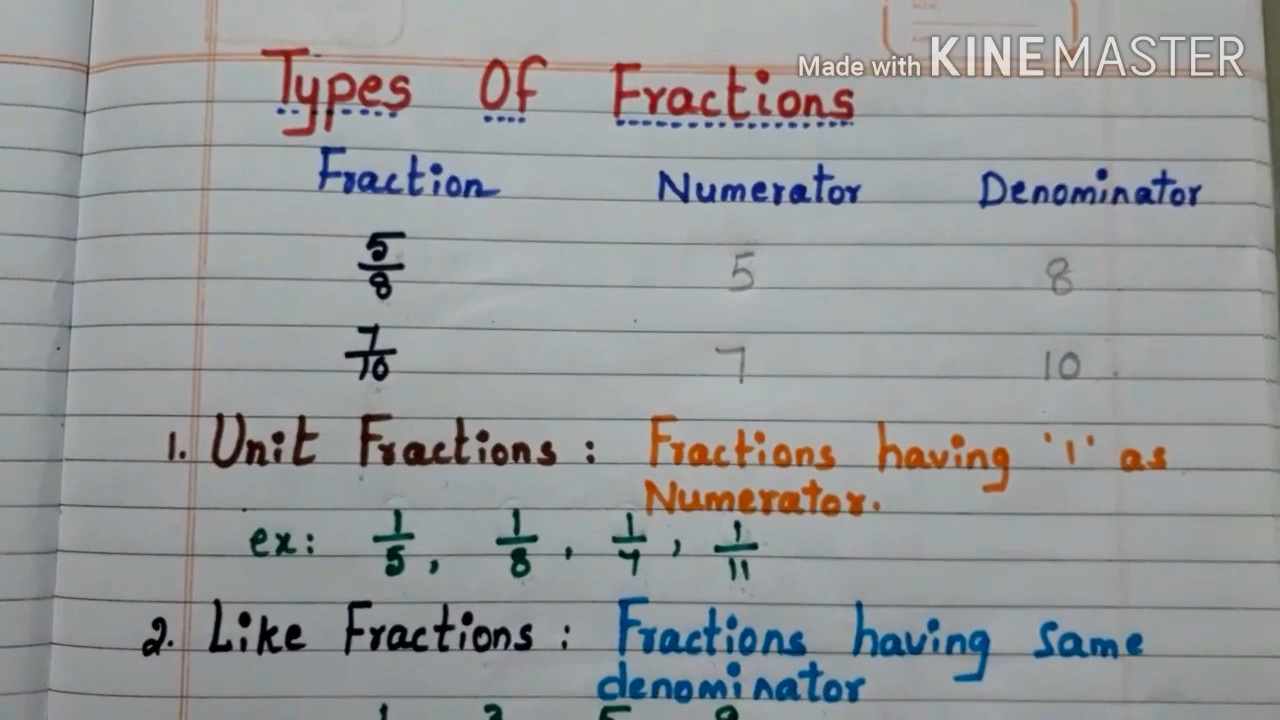 Made with KINEMASTER
Types Of Fractions
Fraction Numerator Denominator
5/8 5 8
7/10 7 10
1. Unit Fractions : Fractions having '1' as
Numerator.
ex: 1/5, 1/8, 1/7, 1/11
2. Like Fractions : Fractions having same
denominator